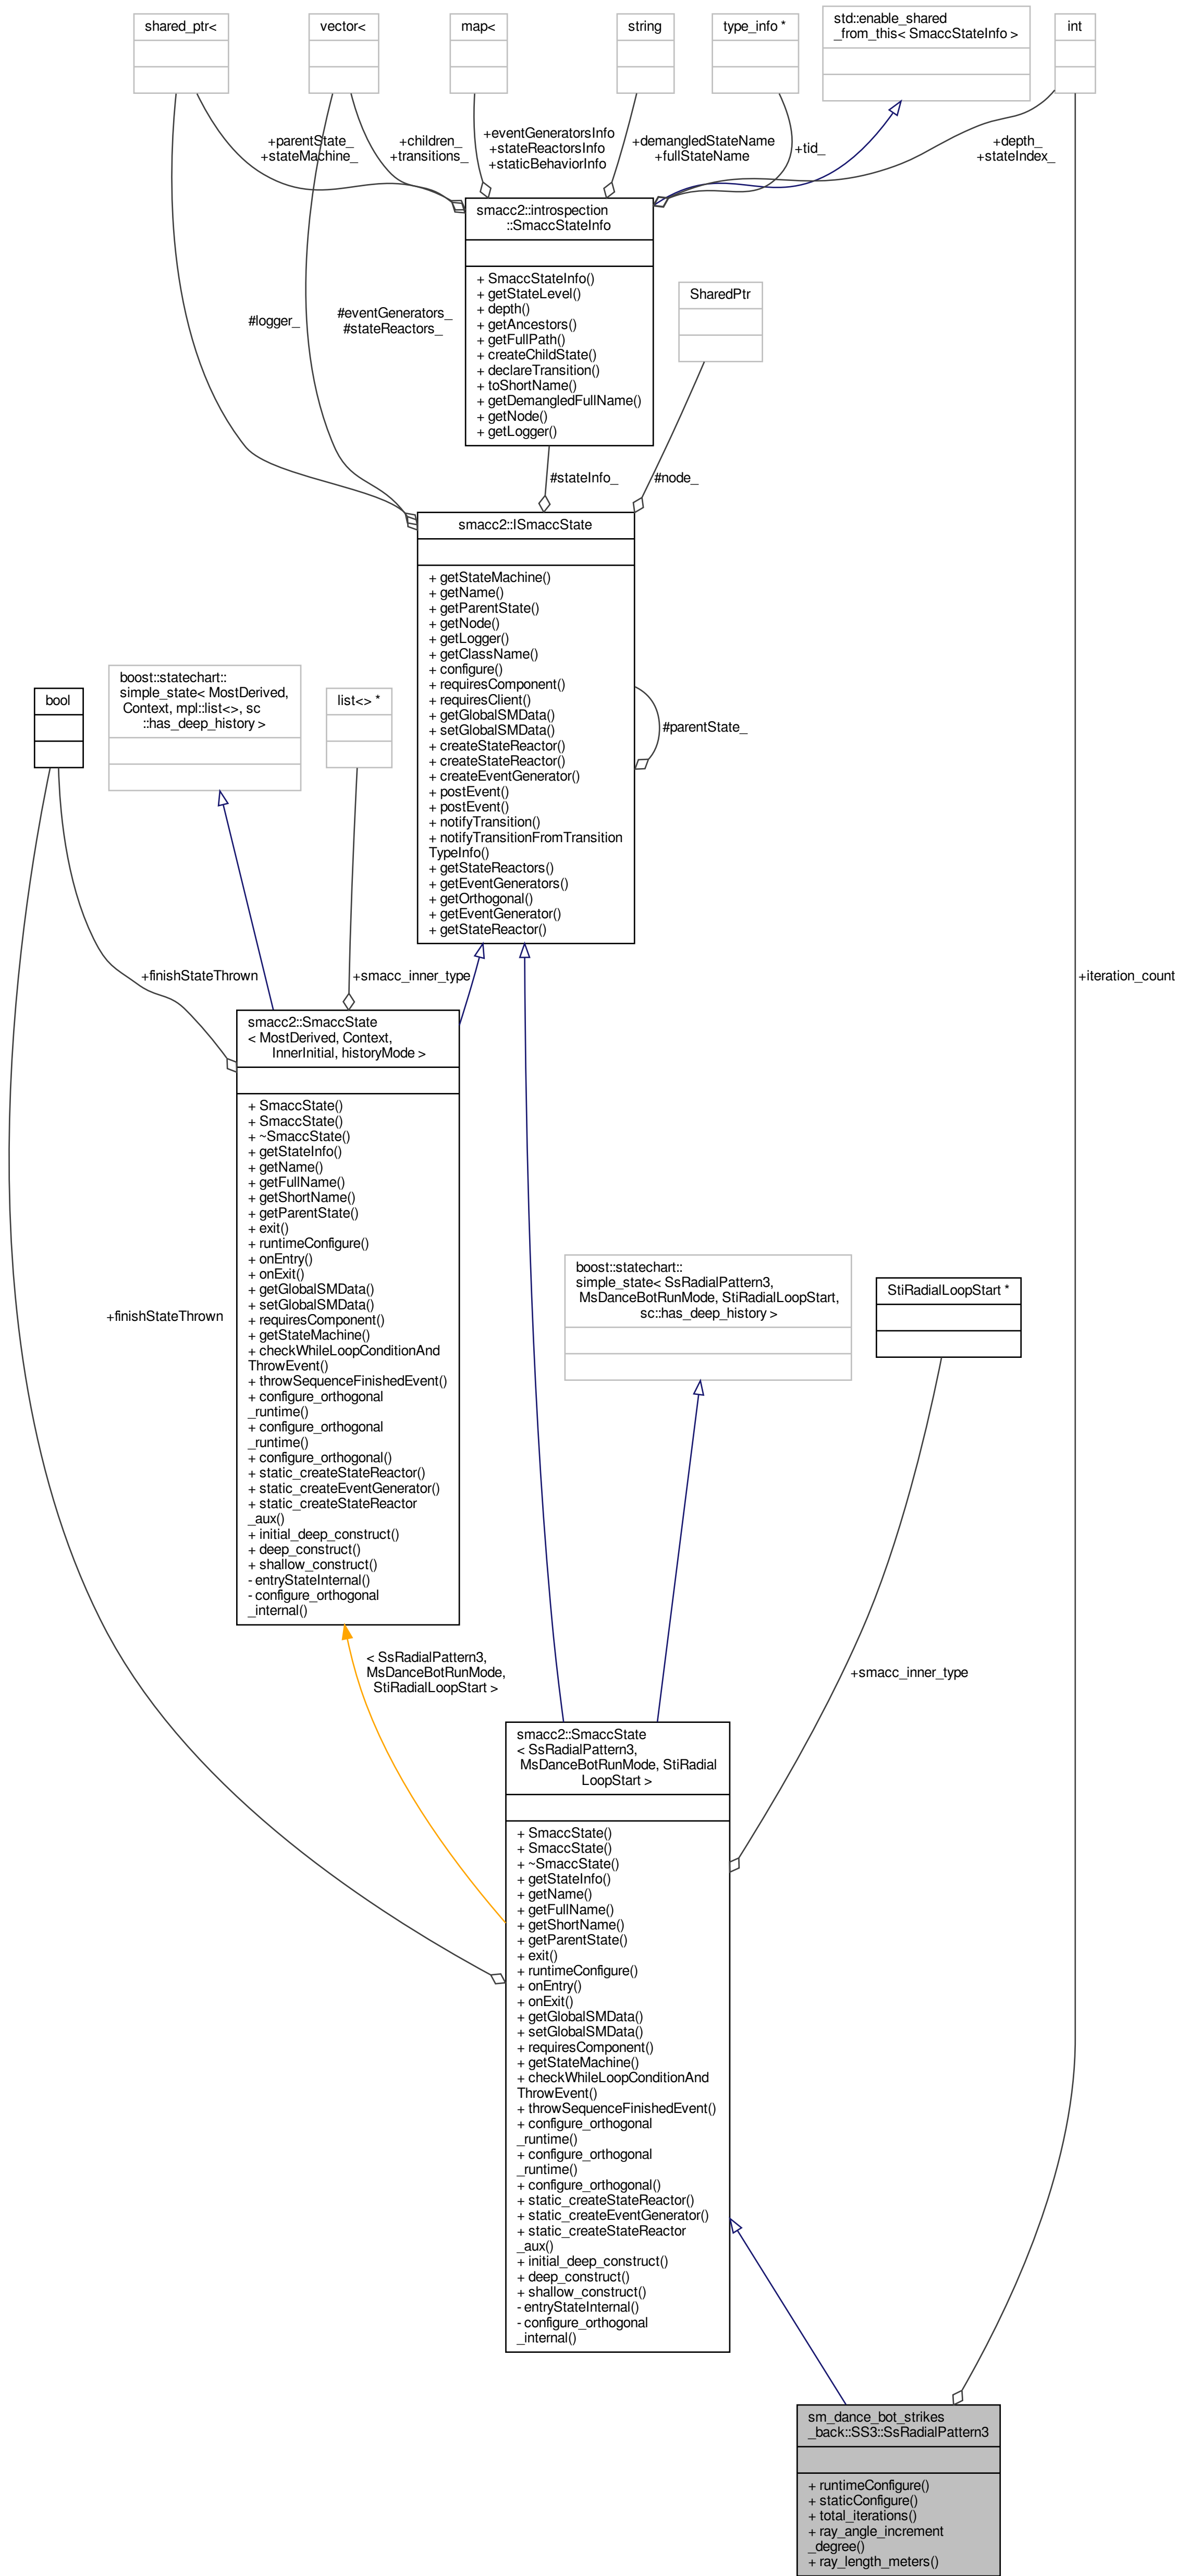 shared_ptr<
vector<
map<
string
type_info *
std::enable_shared
_from_this< SmaccStateInfo >
int
+parentState_
+stateMachine_
+children_
+transitions_
+eventGeneratorsInfo
+stateReactorsInfo
+staticBehaviorInfo
+demangledStateName
+fullStateName
+tid_
+depth_
+stateIndex_
smacc2::introspection
::SmaccStateInfo
+ SmaccStateInfo()
+ getStateLevel()
+ depth()
+ getAncestors()
+ getFullPath()
+ createChildState()
+ declareTransition()
+ toShortName()
+ getDemangledFullName()
+ getNode()
+ getLogger()
SharedPtr
#logger_
#eventGenerators_
#stateReactors_
#stateInfo_
#node_
smacc2::ISmaccState
+ getStateMachine()
+ getName()
+ getParentState()
+ getNode()
+ getLogger()
+ getClassName()
+ configure()
+ requiresComponent()
+ requiresClient()
+ getGlobalSMData()
+ setGlobalSMData()
+ createStateReactor()
+ createStateReactor()
+ createEventGenerator()
+ postEvent()
+ postEvent()
+ notifyTransition()
+ notifyTransitionFromTransition
TypeInfo()
+ getStateReactors()
+ getEventGenerators()
+ getOrthogonal()
+ getEventGenerator()
+ getStateReactor()
#parentState_
bool
boost::statechart::
simple_state< MostDerived,
Context, mpl::list<>, sc
::has_deep_history >
list<> *
+finishStateThrown
+smacc_inner_type
+iteration_count
smacc2::SmaccState
< MostDerived, Context,
InnerInitial, historyMode >
+ SmaccState()
+ SmaccState()
+ ~SmaccState()
+ getStateInfo()
+ getName()
+ getFullName()
+ getShortName()
+ getParentState()
+ exit()
+ runtimeConfigure()
+ onEntry()
+ onExit()
+ getGlobalSMData()
+ setGlobalSMData()
+ requiresComponent()
+ getStateMachine()
+ checkWhileLoopConditionAnd
ThrowEvent()
+ throwSequenceFinishedEvent()
+ configure_orthogonal
_runtime()
+ configure_orthogonal
_runtime()
+ configure_orthogonal()
+ static_createStateReactor()
+ static_createEventGenerator()
+ static_createStateReactor
_aux()
+ initial_deep_construct()
+ deep_construct()
+ shallow_construct()
- entryStateInternal()
- configure_orthogonal
_internal()
+finishStateThrown
boost::statechart::
simple_state< SsRadialPattern3,
MsDanceBotRunMode, StiRadialLoopStart,
sc::has_deep_history >
StiRadialLoopStart *
< SsRadialPattern3,
MsDanceBotRunMode,
StiRadialLoopStart >
+smacc_inner_type
smacc2::SmaccState
< SsRadialPattern3,
MsDanceBotRunMode, StiRadial
LoopStart >
+ SmaccState()
+ SmaccState()
+ ~SmaccState()
+ getStateInfo()
+ getName()
+ getFullName()
+ getShortName()
+ getParentState()
+ exit()
+ runtimeConfigure()
+ onEntry()
+ onExit()
+ getGlobalSMData()
+ setGlobalSMData()
+ requiresComponent()
+ getStateMachine()
+ checkWhileLoopConditionAnd
ThrowEvent()
+ throwSequenceFinishedEvent()
+ configure_orthogonal
_runtime()
+ configure_orthogonal
_runtime()
+ configure_orthogonal()
+ static_createStateReactor()
+ static_createEventGenerator()
+ static_createStateReactor
_aux()
+ initial_deep_construct()
+ deep_construct()
+ shallow_construct()
- entryStateInternal()
- configure_orthogonal
_internal()
sm_dance_bot_strikes
_back::SS3::SsRadialPattern3
+ runtimeConfigure()
+ staticConfigure()
+ total_iterations()
+ ray_angle_increment
_degree()
+ ray_length_meters()